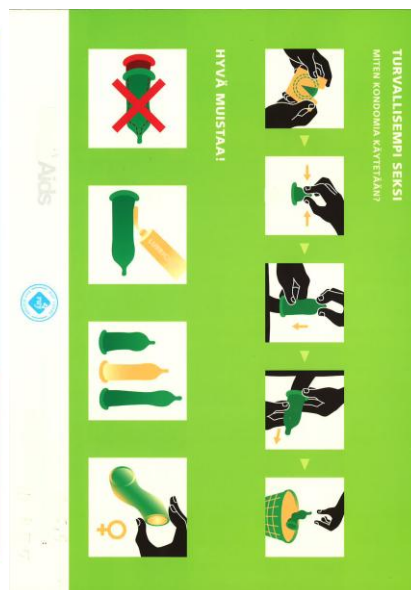 TURVALLISEMPI SEKSI
MITEN KONDOMIA KÄYTETÄÄN?
HYVÄ MUISTAA!
Aids